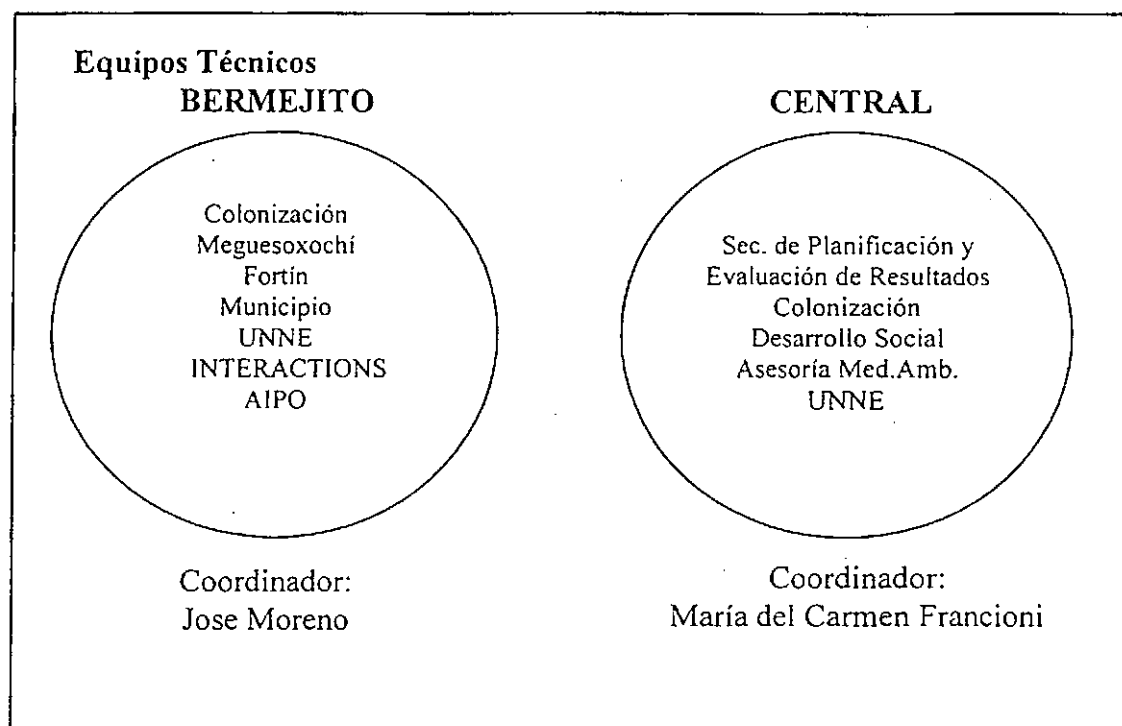 Equipos Técnicos
BERMEJITO
Colonización
Meguesoxochí
Fortín
Municipio
UNNE
INTERACTIONS
AIPO
Coordinador:
Jose Moreno
CENTRAL
Sec. de Planificación y
Evaluación de Resultados
Colonización
Desarrollo Social
Asesoría Med.Amb.
UNNE
Coordinador:
María del Carmen Francioni